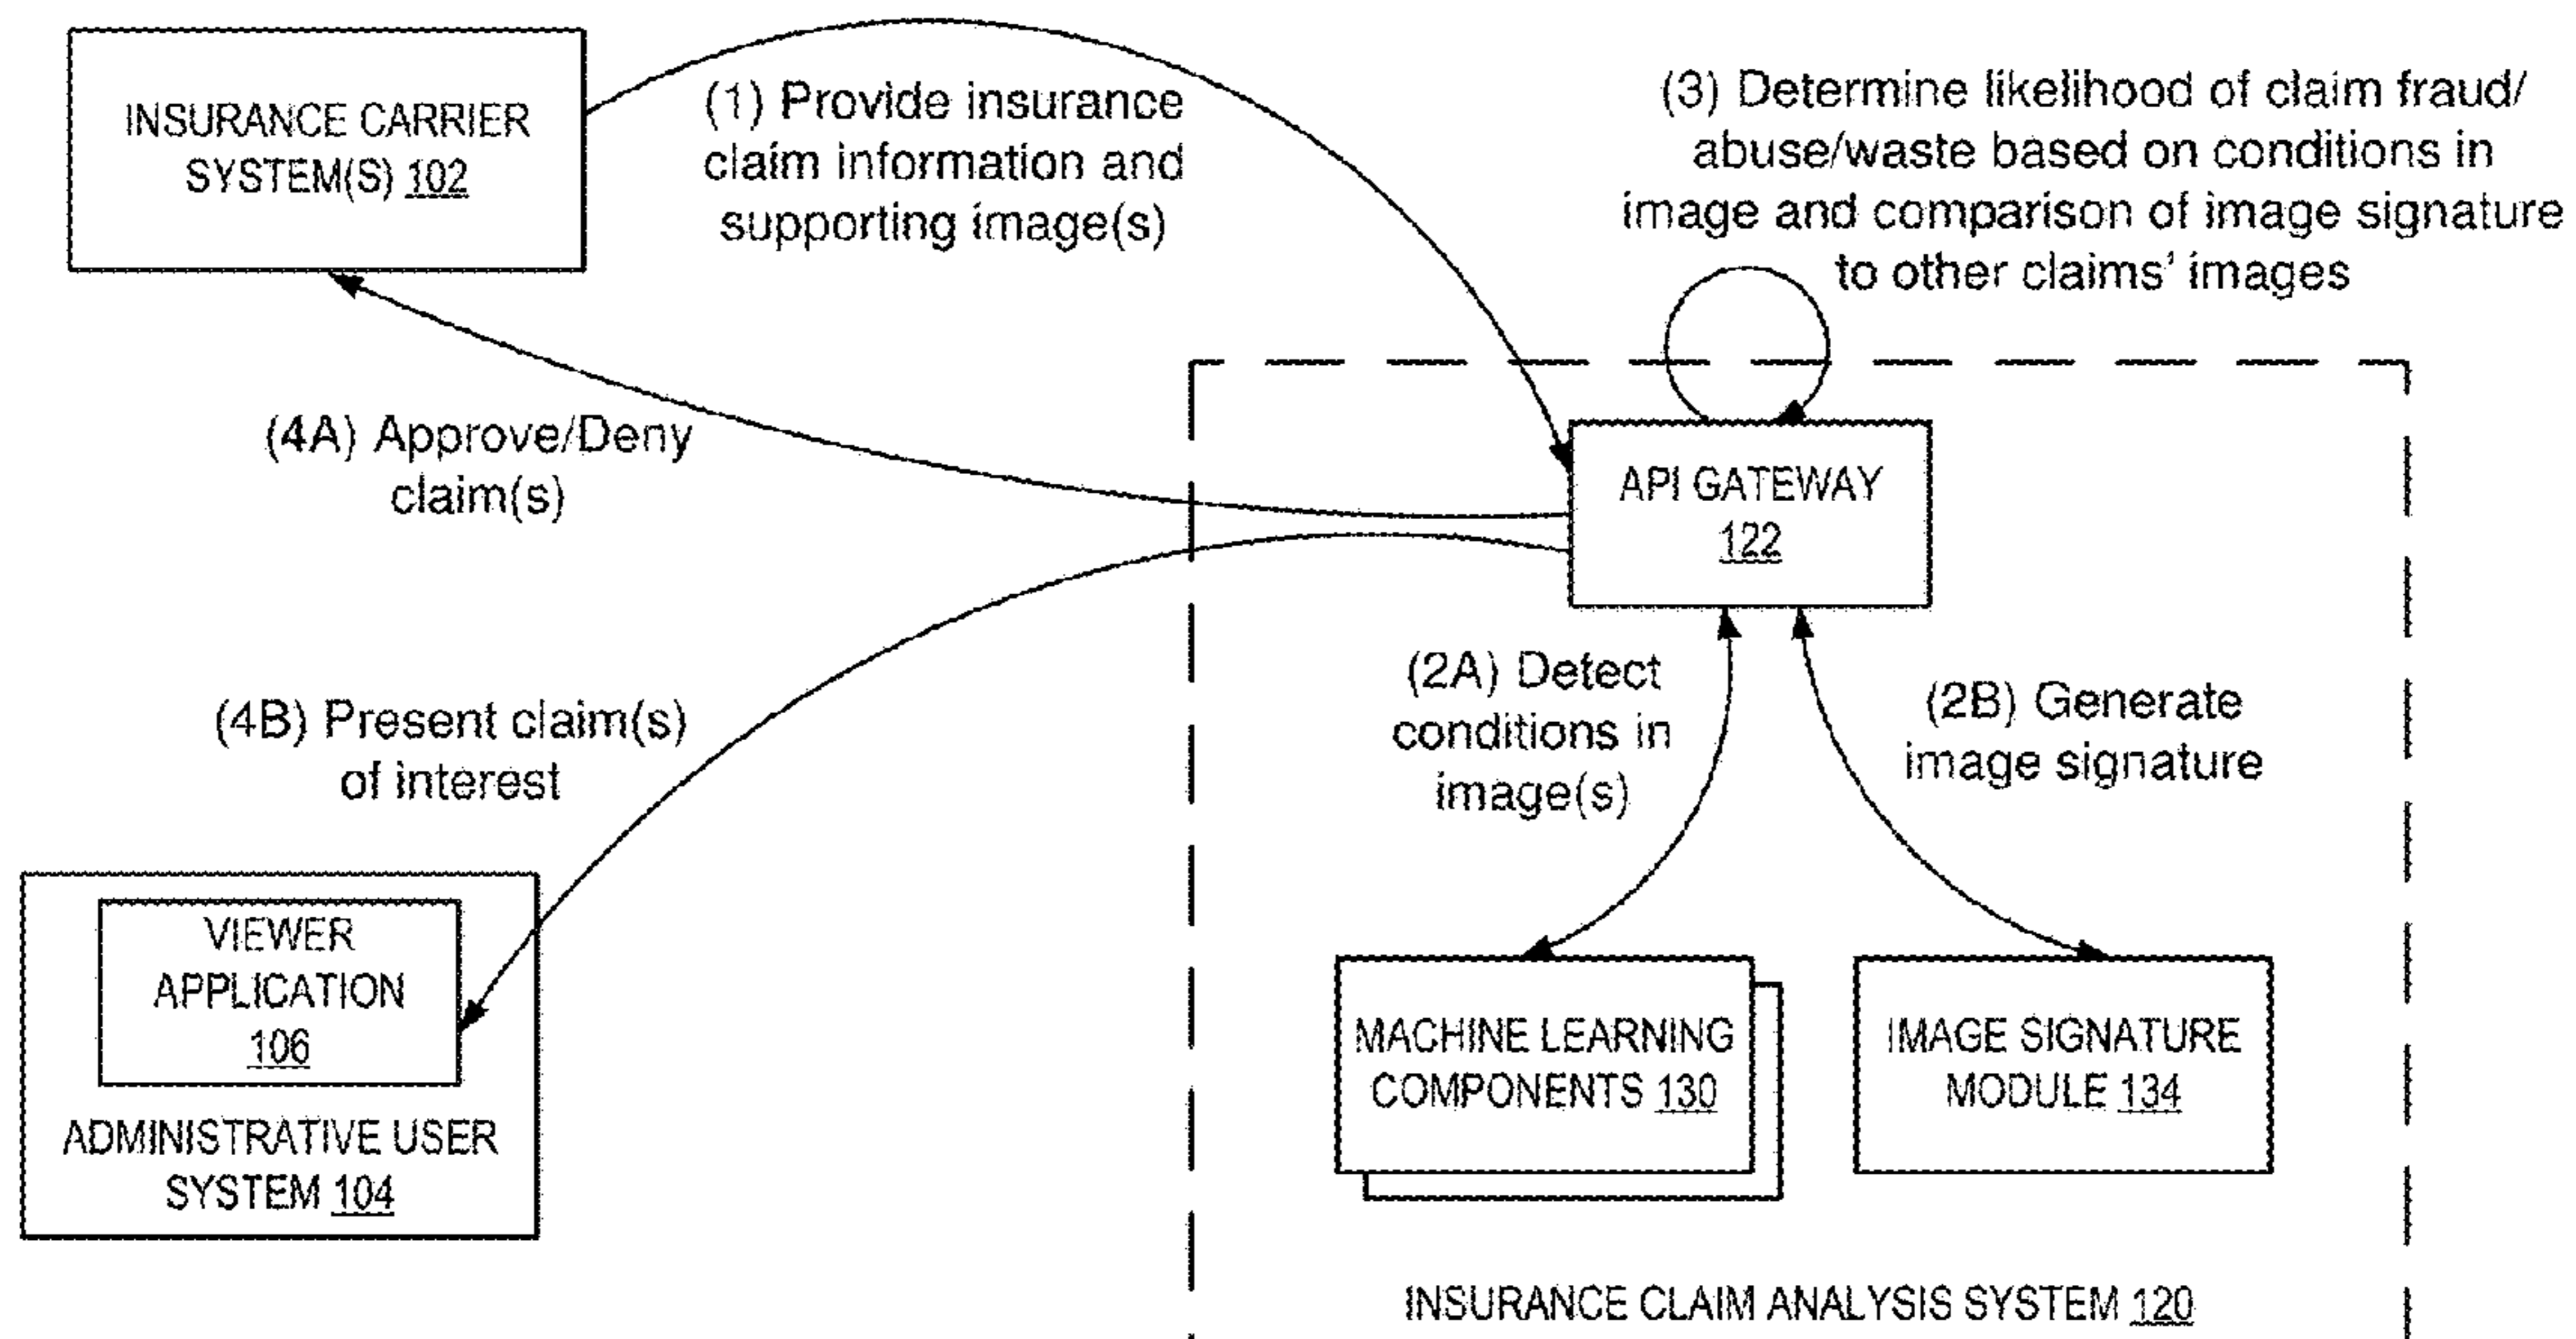 INSURANCE CARRIER
SYSTEM(S) 102
(1) Provide insurance
claim information and
supporting image(s)
(3) Determine likelihood of claim fraud/
abuse/waste based on conditions in
image and comparison of image signature
to other claims' images
(4A) Approve/Deny
claim(s)
API GATEWAY
122
(4B) Present claim(s)
of interest
(2A) Detect
conditions in
image(s)
(2B) Generate
image signature
VIEWER
APPLICATION
106
ADMINISTRATIVE USER
SYSTEM 104
MACHINE LEARNING
COMPONENTS 130
IMAGE SIGNATURE
MODULE 134
INSURANCE CLAIM ANALYSIS SYSTEM 120